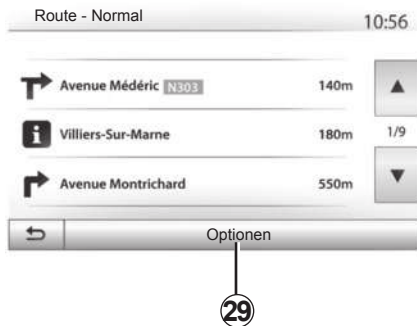 Route - Normal 10:56
Avenue Médéric N303 140m
i Villiers-Sur-Marne 180m
1/9
Avenue Montrichard 550m
Optionen
29